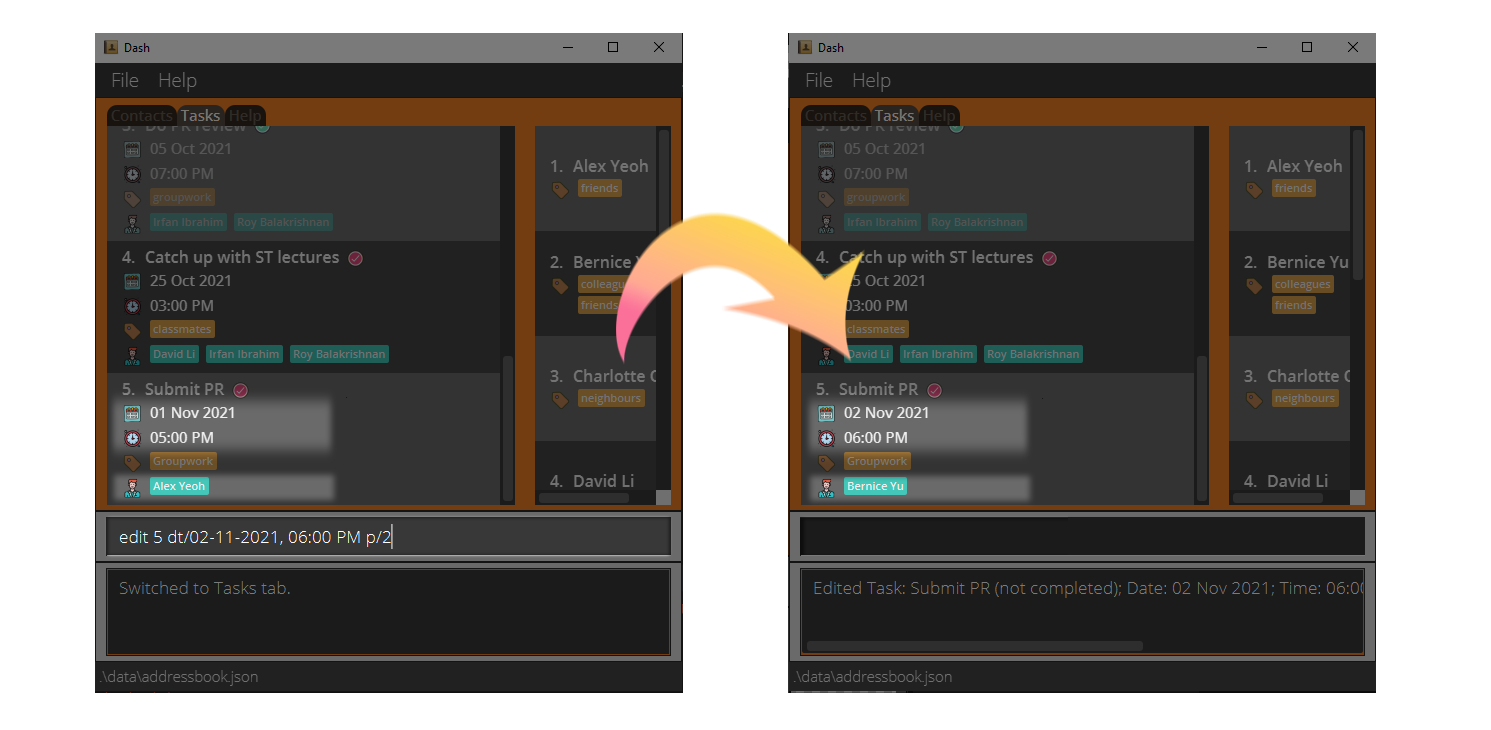 Dash
File Help
Contacts Tasks Help
3. Do PR review
05 Oct 2021
07:00 PM
groupwork
Irfan Ibrahim Roy Balakrishnan
4. Catch up with ST lectures
25 Oct 2021
03:00 PM
classmates
David Li Irfan Ibrahim Roy Balakrishnan
5. Submit PR
01 Nov 2021
05:00 PM
Groupwork
Alex Yeoh
1. Alex Yeoh
friends
2. Bernice
colleagues
friends
3. Charlotte
neighbours
4. David Li
edit 5 dt/02-11-2021, 06:00 PM p/2
Switched to Tasks tab.
.\data\addressbook.json
Dash
File Help
Contacts Tasks Help
3. Do PR review
05 Oct 2021
07:00 PM
groupwork
Irfan Ibrahim Roy Balakrishnan
4. Catch up with ST lectures
5 Oct 2021
03:00 PM
classmates
David Li Irfan Ibrahim Roy Balakrishnan
5. Submit PR
02 Nov 2021
06:00 PM
Groupwork
Bernice Yu
1. Alex Yeoh
friends
2. Bernice Yu
colleagues
friends
3. Charlotte
neighbours
4. David Li
Edited Task: Submit PR (not completed); Date: 02 Nov 2021; Time: 06:00
.\data\addressbook.json